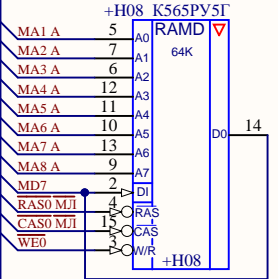 +H08 К565РУ5Г
MA1 A 5 A0 RAMD
MA2 A 7 A1 64K
MA3 A 6 A2
MA4 A 12 A3
MA5 A 11 A4
MA6 A 10 A5 D0 14
MA7 A 13 A6
MA8 A 9 A7
MD7 2 DI
RAS0 МЛ 4 RAS
CAS0 МЛ 15 CAS
WE0 3 W/R
+H08